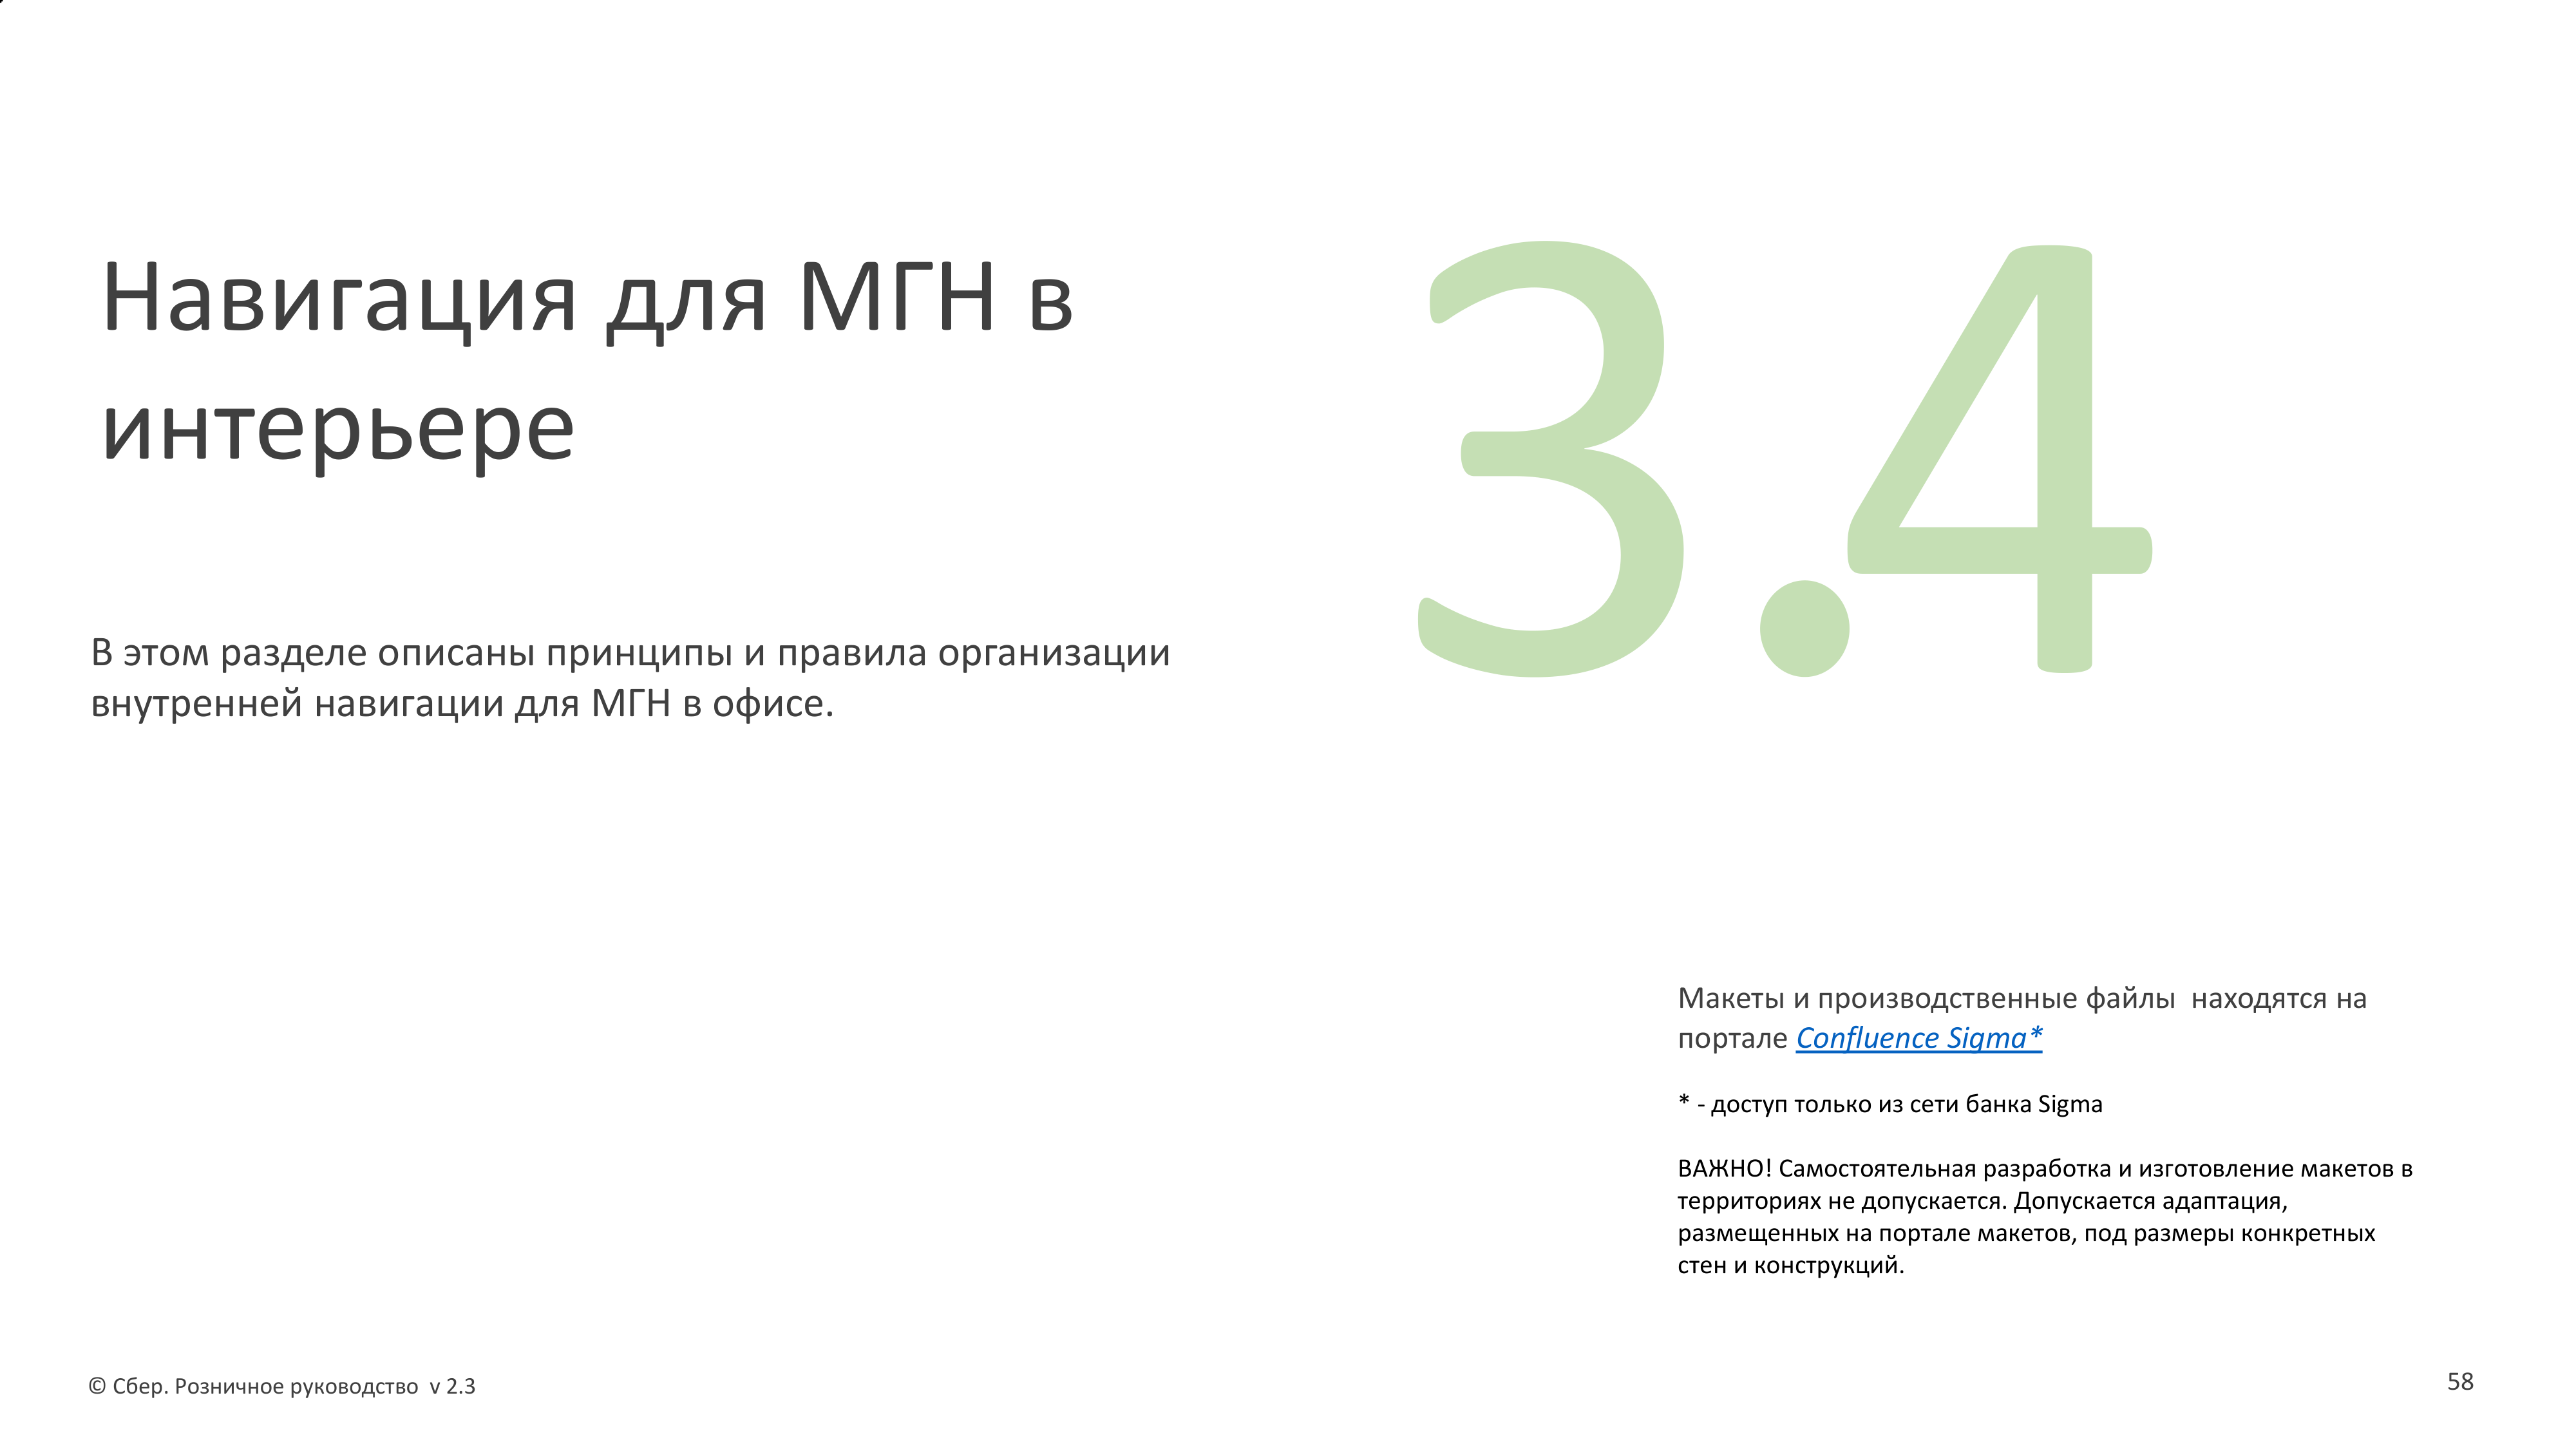 Навигация для МГН в
интерьере
3.4
В этом разделе описаны принципы и правила организации
внутренней навигации для МГН в офисе.
Макеты и производственные файлы  находятся на
портале Confluence Sigma*
* - доступ только из сети банка Sigma
ВАЖНО! Самостоятельная разработка и изготовление макетов в
территориях не допускается. Допускается адаптация,
размещенных на портале макетов, под размеры конкретных
стен и конструкций.
© Сбер. Розничное руководство  v 2.3
58